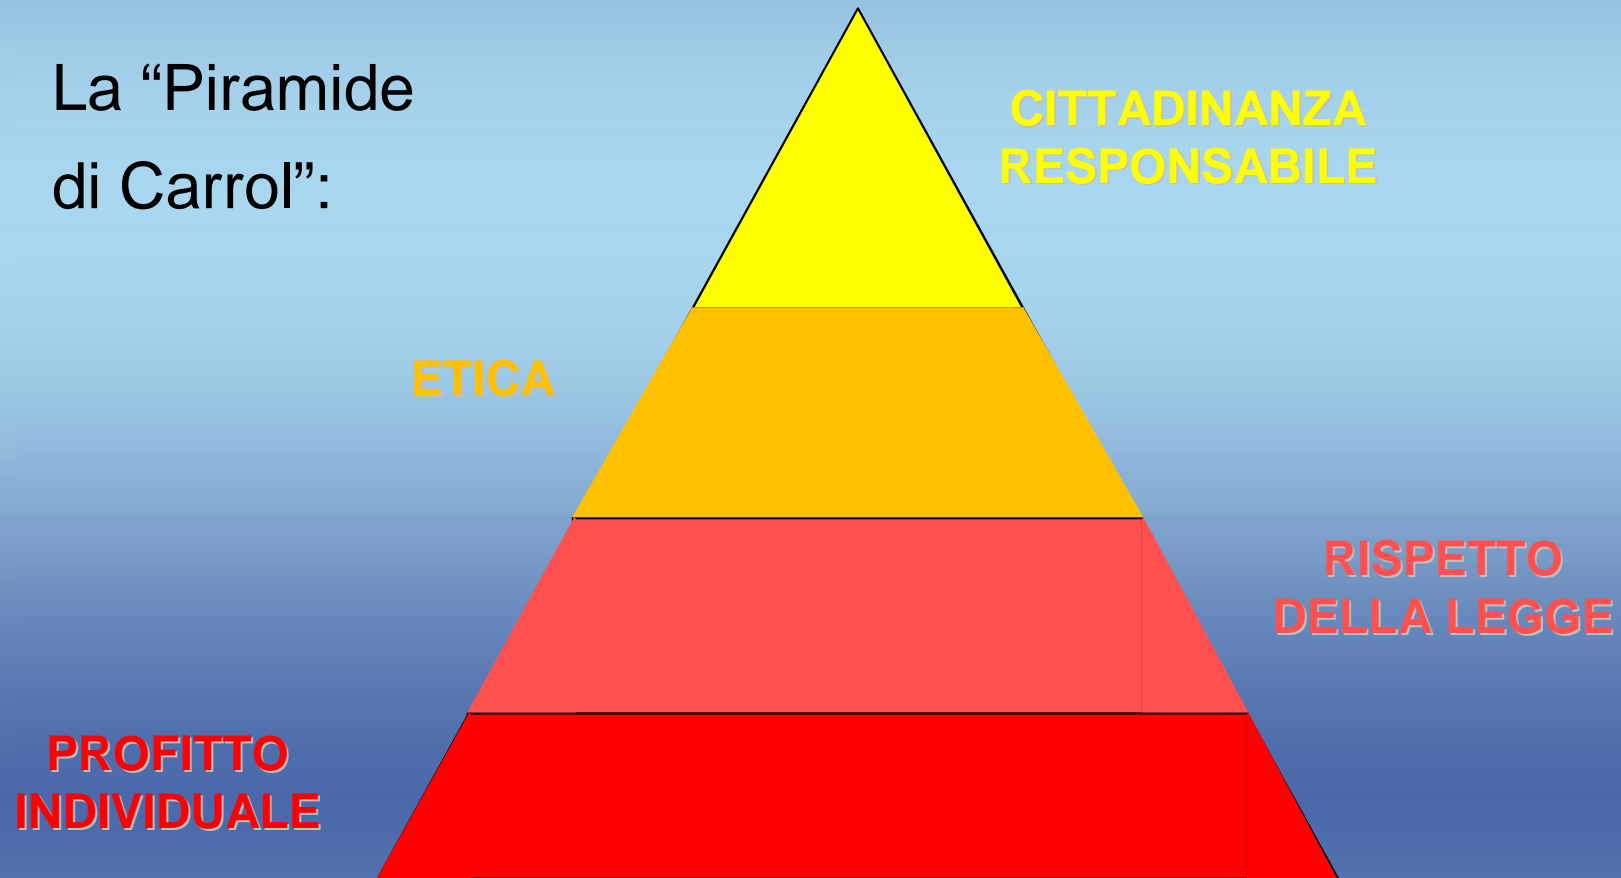 La “Piramide
di Carrol”:
CITTADINANZA
RESPONSABILE
ETICA
RISPETTO
DELLA LEGGE
PROFITTO
INDIVIDUALE